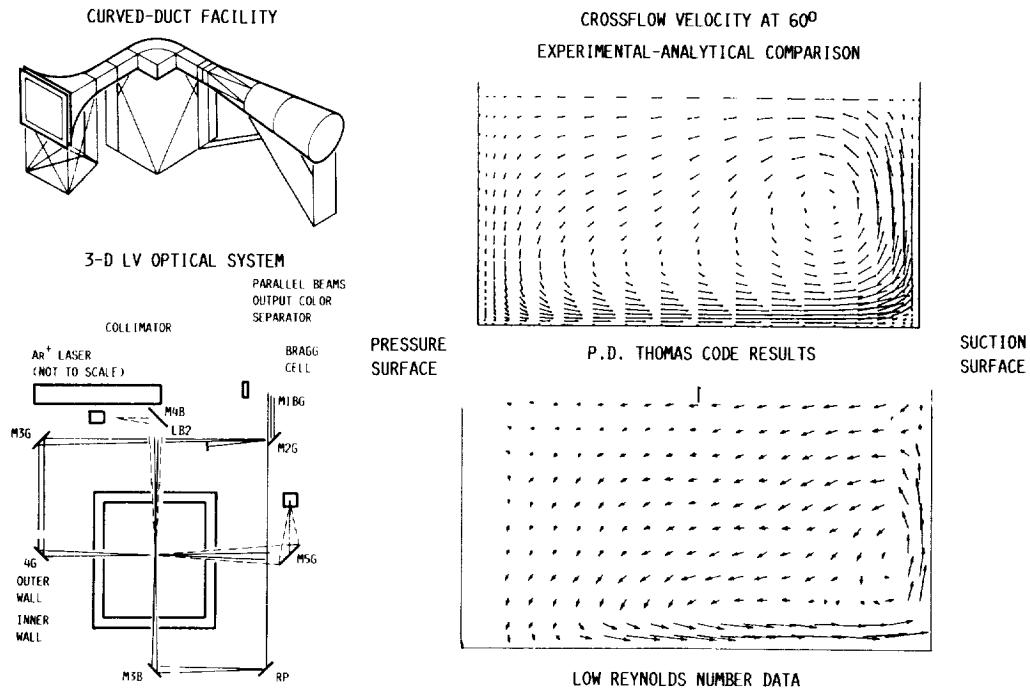 CURVED-DUCT FACILITY
3-D LV OPTICAL SYSTEM
PARALLEL BEAMS
OUTPUT COLOR
SEPARATOR
COLLIMATOR
AR+ LASER
(NOT TO SCALE)
BRAGG
CELL
M4B
LB2
M1BG
M3G
M2G
4G
M5G
OUTER
WALL
INNER
WALL
M3B
RP
CROSSFLOW VELOCITY AT 60º
EXPERIMENTAL-ANALYTICAL COMPARISON
PRESSURE
SURFACE
P.D. THOMAS CODE RESULTS
SUCTION
SURFACE
LOW REYNOLDS NUMBER DATA